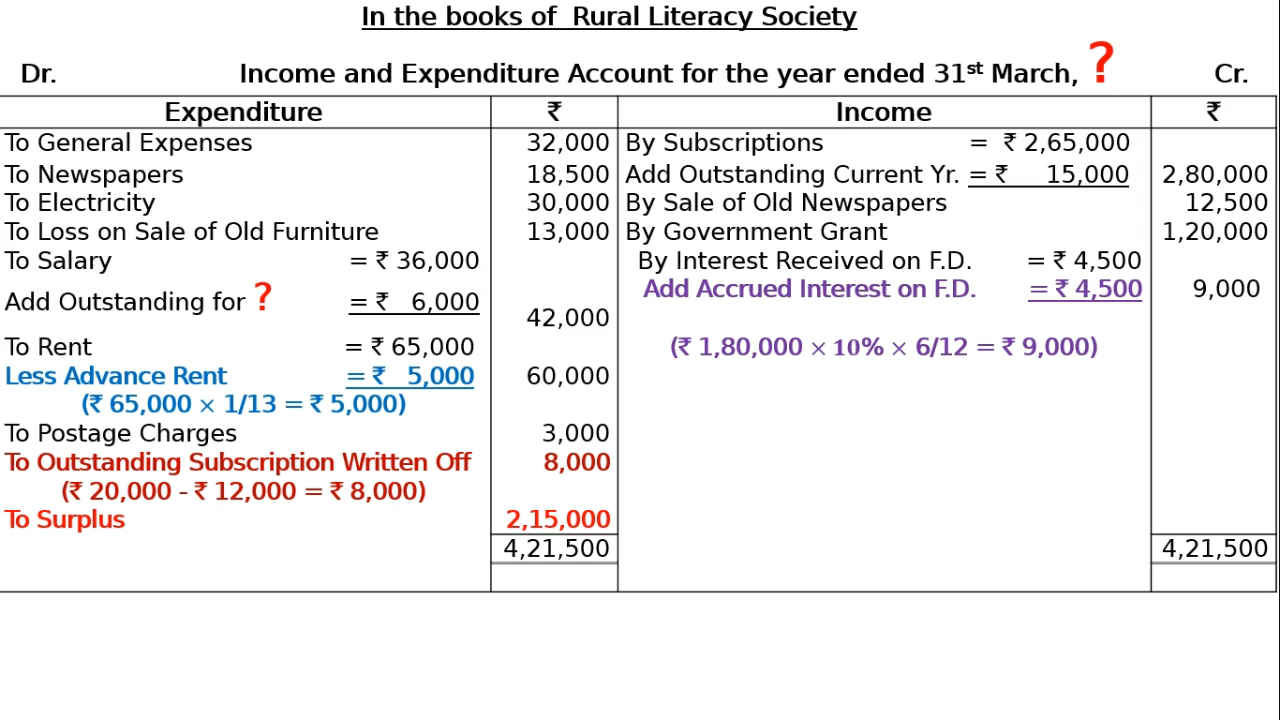 In the books of Rural Literacy Society
Dr. Income and Expenditure Account for the year ended 31st March, ? Cr.
Expenditure ₹ Income ₹
To General Expenses 32,000 By Subscriptions = ₹ 2,65,000
To Newspapers 18,500 Add Outstanding Current Yr. = ₹ 15,000 2,80,000
To Electricity 30,000 By Sale of Old Newspapers 12,500
To Loss on Sale of Old Furniture 13,000 By Government Grant 1,20,000
To Salary = ₹ 36,000 By Interest Received on F.D. = ₹ 4,500
Add Accrued Interest on F.D. = ₹ 4,500 9,000
Add Outstanding for ? = ₹ 6,000
42,000
To Rent = ₹ 65,000 (₹ 1,80,000 × 10% × 6/12 = ₹ 9,000)
Less Advance Rent = ₹ 5,000 60,000
(₹ 65,000 × 1/13 = ₹ 5,000)
To Postage Charges 3,000
To Outstanding Subscription Written Off 8,000
(₹ 20,000 - ₹ 12,000 = ₹ 8,000)
To Surplus 2,15,000
4,21,500 4,21,500